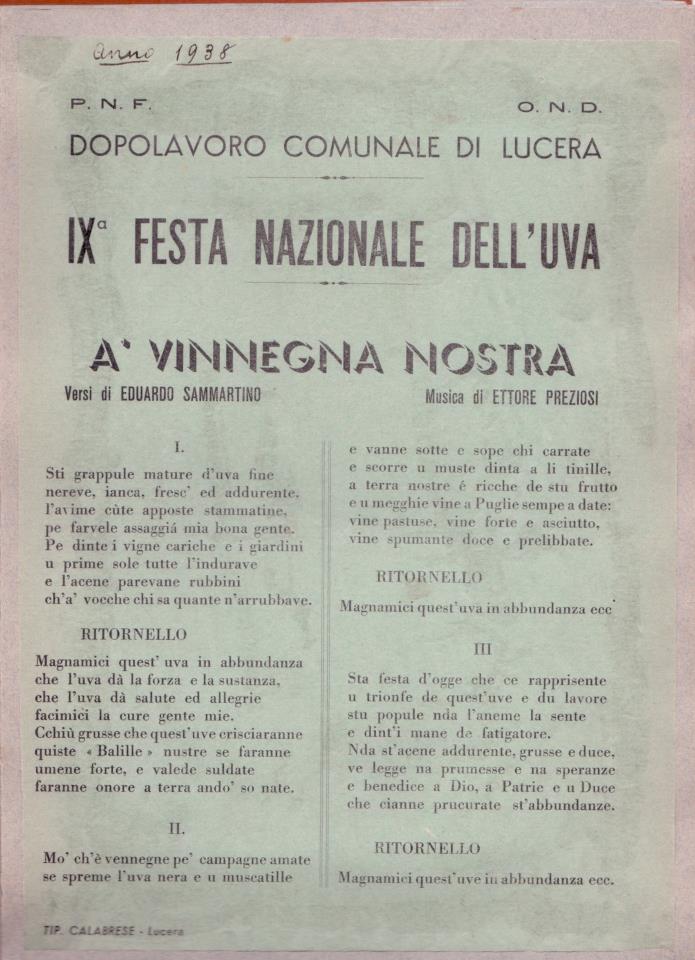 Anno 1938
P. N. F.
O. N. D.
DOPOLAVORO COMUNALE DI LUCERA
IXª FESTA NAZIONALE DELL'UVA
A' VINNEGNA NOSTRA
Versi di EDUARDO SAMMARTINO
Musica di ETTORE PREZIOSI
I.
Sti grappule mature d'uva fine
nereve, ianca, fresc' ed addurente,
l'avime cûte apposte stammatine,
pe farvele assaggiá mia bona gente.
Pe dinte i vigne cariche e i giardini
u prime sole tutte l'indurave
e l'acene parevane rubbini
ch'a' vocche chi sa quante n'arrubbave.
RITORNELLO
Magnamici quest' uva in abbundanza
che l'uva dà la forza e la sustanza,
che l'uva dà salute ed allegrie
facimici la cure gente mie.
Cchiù grusse che quest'uve crisciaranne
quiste « Balille » nustre se faranne
umene forte, e valede suldate
faranne onore a terra ando' so nate.
II.
Mo' ch'è vennegne pe' campagne amate
se spreme l'uva nera e u muscatille
e vanne sotte e sope chi carrate
e scorre u muste dinta a li tinille,
a terra nostre é ricche de stu frutto
e u megghie vine a Puglie sempe a date:
vine pastuse, vine forte e asciutto,
vine spumante doce e prelibbate.
RITORNELLO
Magnamici quest'uva in abbundanza ecc
III
Sta festa d'ogge che ce rapprisente
u trionfe de quest'uve e du lavore
stu popule nda l'aneme la sente
e dint'i mane de fatigatore.
Nda st'acene addurente, grusse e duce,
ve legge na prumesse e na speranze
e benedice a Dio, a Patrie e u Duce
che cianne prucurate st'abbundanze.
RITORNELLO
Magnamici quest'uve in abbundanza ecc.
TIP. CALABRESE - Lucera